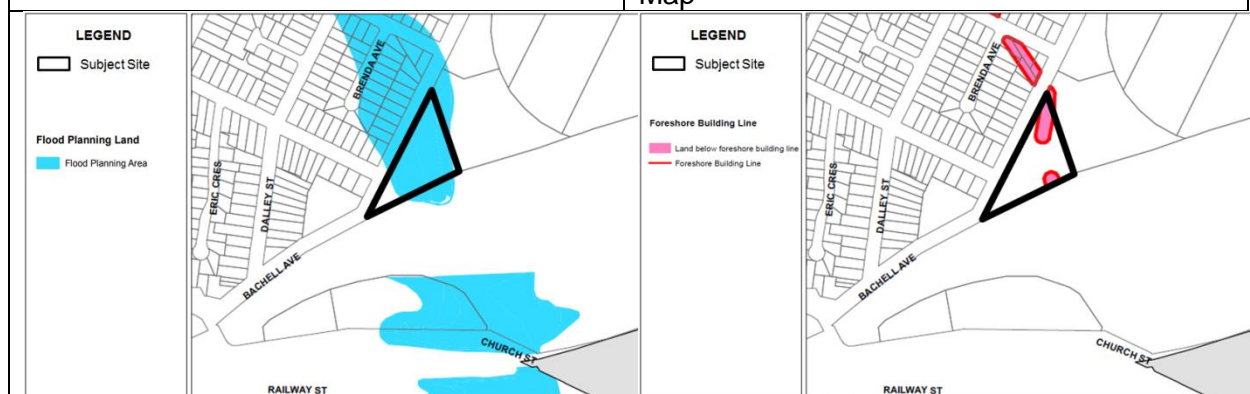 Map
LEGEND
Subject Site
Flood Planning Land
Flood Planning Area
BRENDA AVE
ERIC CRES
DALLEY ST
BACHELL AVE
CHURCH ST
RAILWAY ST
LEGEND
Subject Site
Foreshore Building Line
Land below foreshore building line
Foreshore Building Line
BRENDA AVE
ERIC CRES
DALLEY ST
BACHELL AVE
CHURCH ST
RAILWAY ST